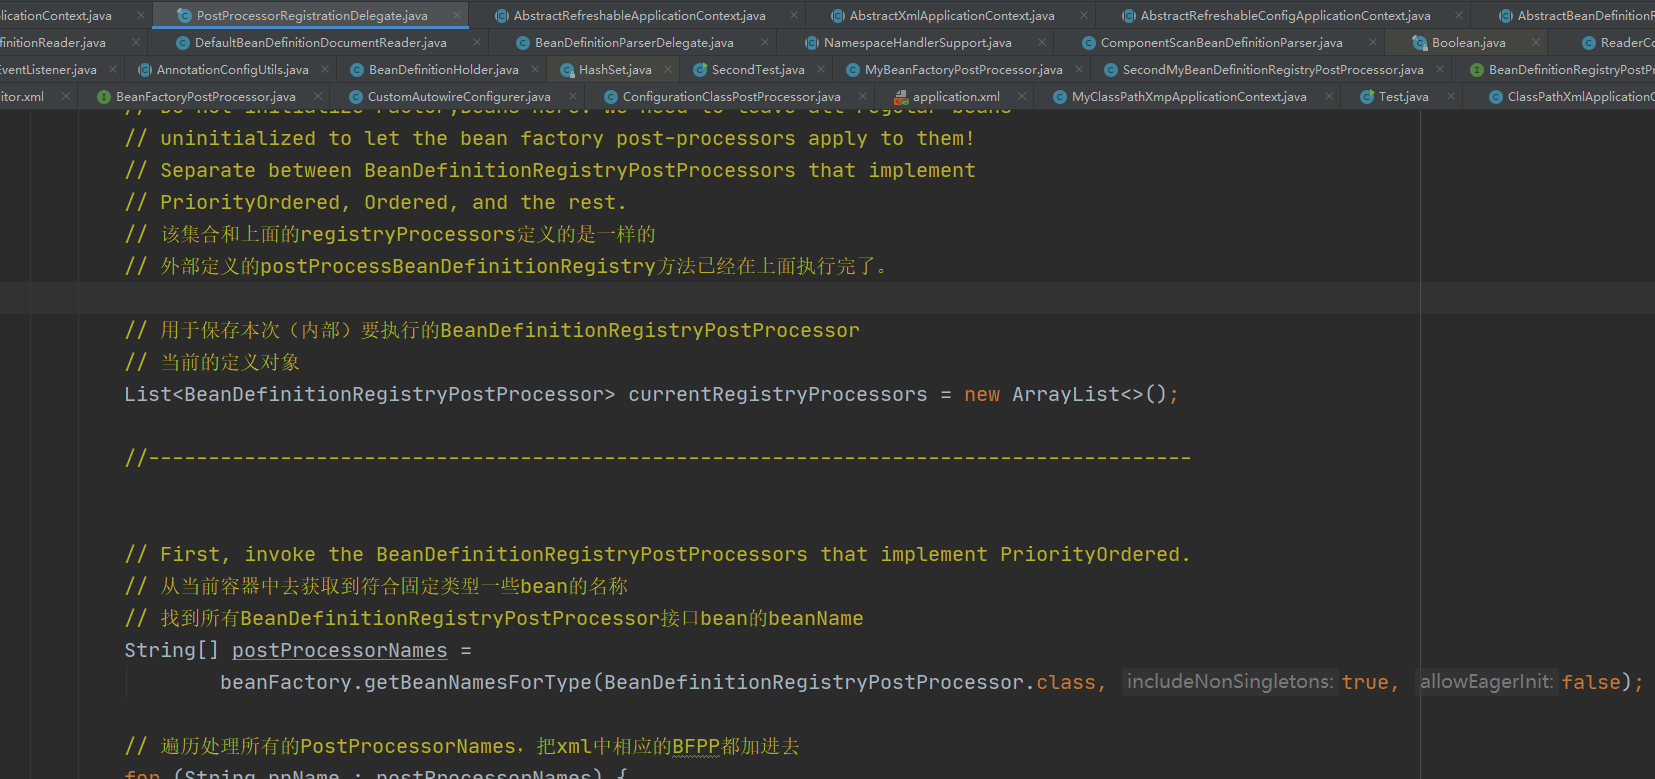 licationContext.java PostProcessorRegistrationDelegate.java AbstractRefreshableApplicationContext.java AbstractXmlApplicationContext.java AbstractRefreshableConfigApplicationContext.java AbstractBeanDefinitionR
finitionReader.java DefaultBeanDefinitionDocumentReader.java BeanDefinitionParserDelegate.java NamespaceHandlerSupport.java ComponentScanBeanDefinitionParser.java Boolean.java ReaderCo
EventListener.java AnnotationConfigUtils.java BeanDefinitionHolder.java HashSet.java SecondTest.java MyBeanFactoryPostProcessor.java SecondMyBeanDefinitionRegistryPostProcessor.java BeanDefinitionRegistryPostPr
itor.xml BeanFactoryPostProcessor.java CustomAutowireConfigurer.java ConfigurationClassPostProcessor.java application.xml MyClassPathXmpApplicationContext.java Test.java ClassPathXmlApplicationC
// Do not initialize FactoryBeans here: We need to leave all regular beans
// uninitialized to let the bean factory post-processors apply to them!
// Separate between BeanDefinitionRegistryPostProcessors that implement
// PriorityOrdered, Ordered, and the rest.
// 该集合和上面的registryProcessors定义的是一样的
// 外部定义的postProcessBeanDefinitionRegistry方法已经在上面执行完了。
// 用于保存本次（内部）要执行的BeanDefinitionRegistryPostProcessor
// 当前的定义对象
List<BeanDefinitionRegistryPostProcessor> currentRegistryProcessors = new ArrayList<>();
//---------------------------------------------------------------------------------------
// First, invoke the BeanDefinitionRegistryPostProcessors that implement PriorityOrdered.
// 从当前容器中去获取到符合固定类型一些bean的名称
// 找到所有BeanDefinitionRegistryPostProcessor接口bean的beanName
String[] postProcessorNames =
beanFactory.getBeanNamesForType(BeanDefinitionRegistryPostProcessor.class, includeNonSingletons: true, allowEagerInit: false);
// 遍历处理所有的PostProcessorNames，把xml中相应的BFPP都加进去
for (String ppName : postProcessorNames) {